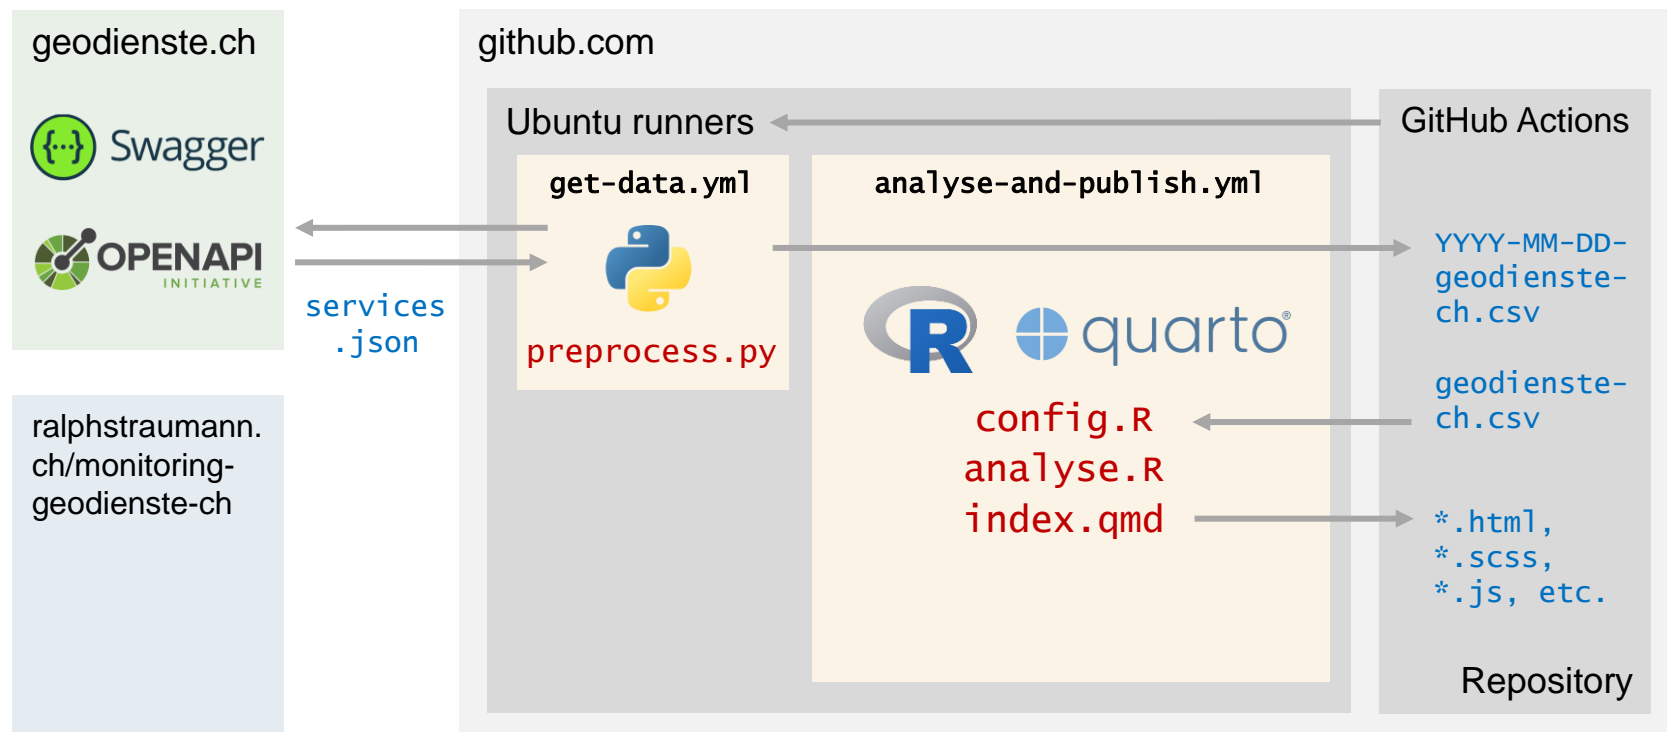 geodienste.ch
{···} Swagger
OPENAPI
INITIATIVE
services
.json
ralphstraumann.
ch/monitoring-
geodienste-ch
github.com
Ubuntu runners
get-data.yml
preprocess.py
analyse-and-publish.yml
R quarto®
config.R
analyse.R
index.qmd
GitHub Actions
YYYY-MM-DD-
geodienste-
ch.csv
geodienste-
ch.csv
*.html,
*.scss,
*.js, etc.
Repository